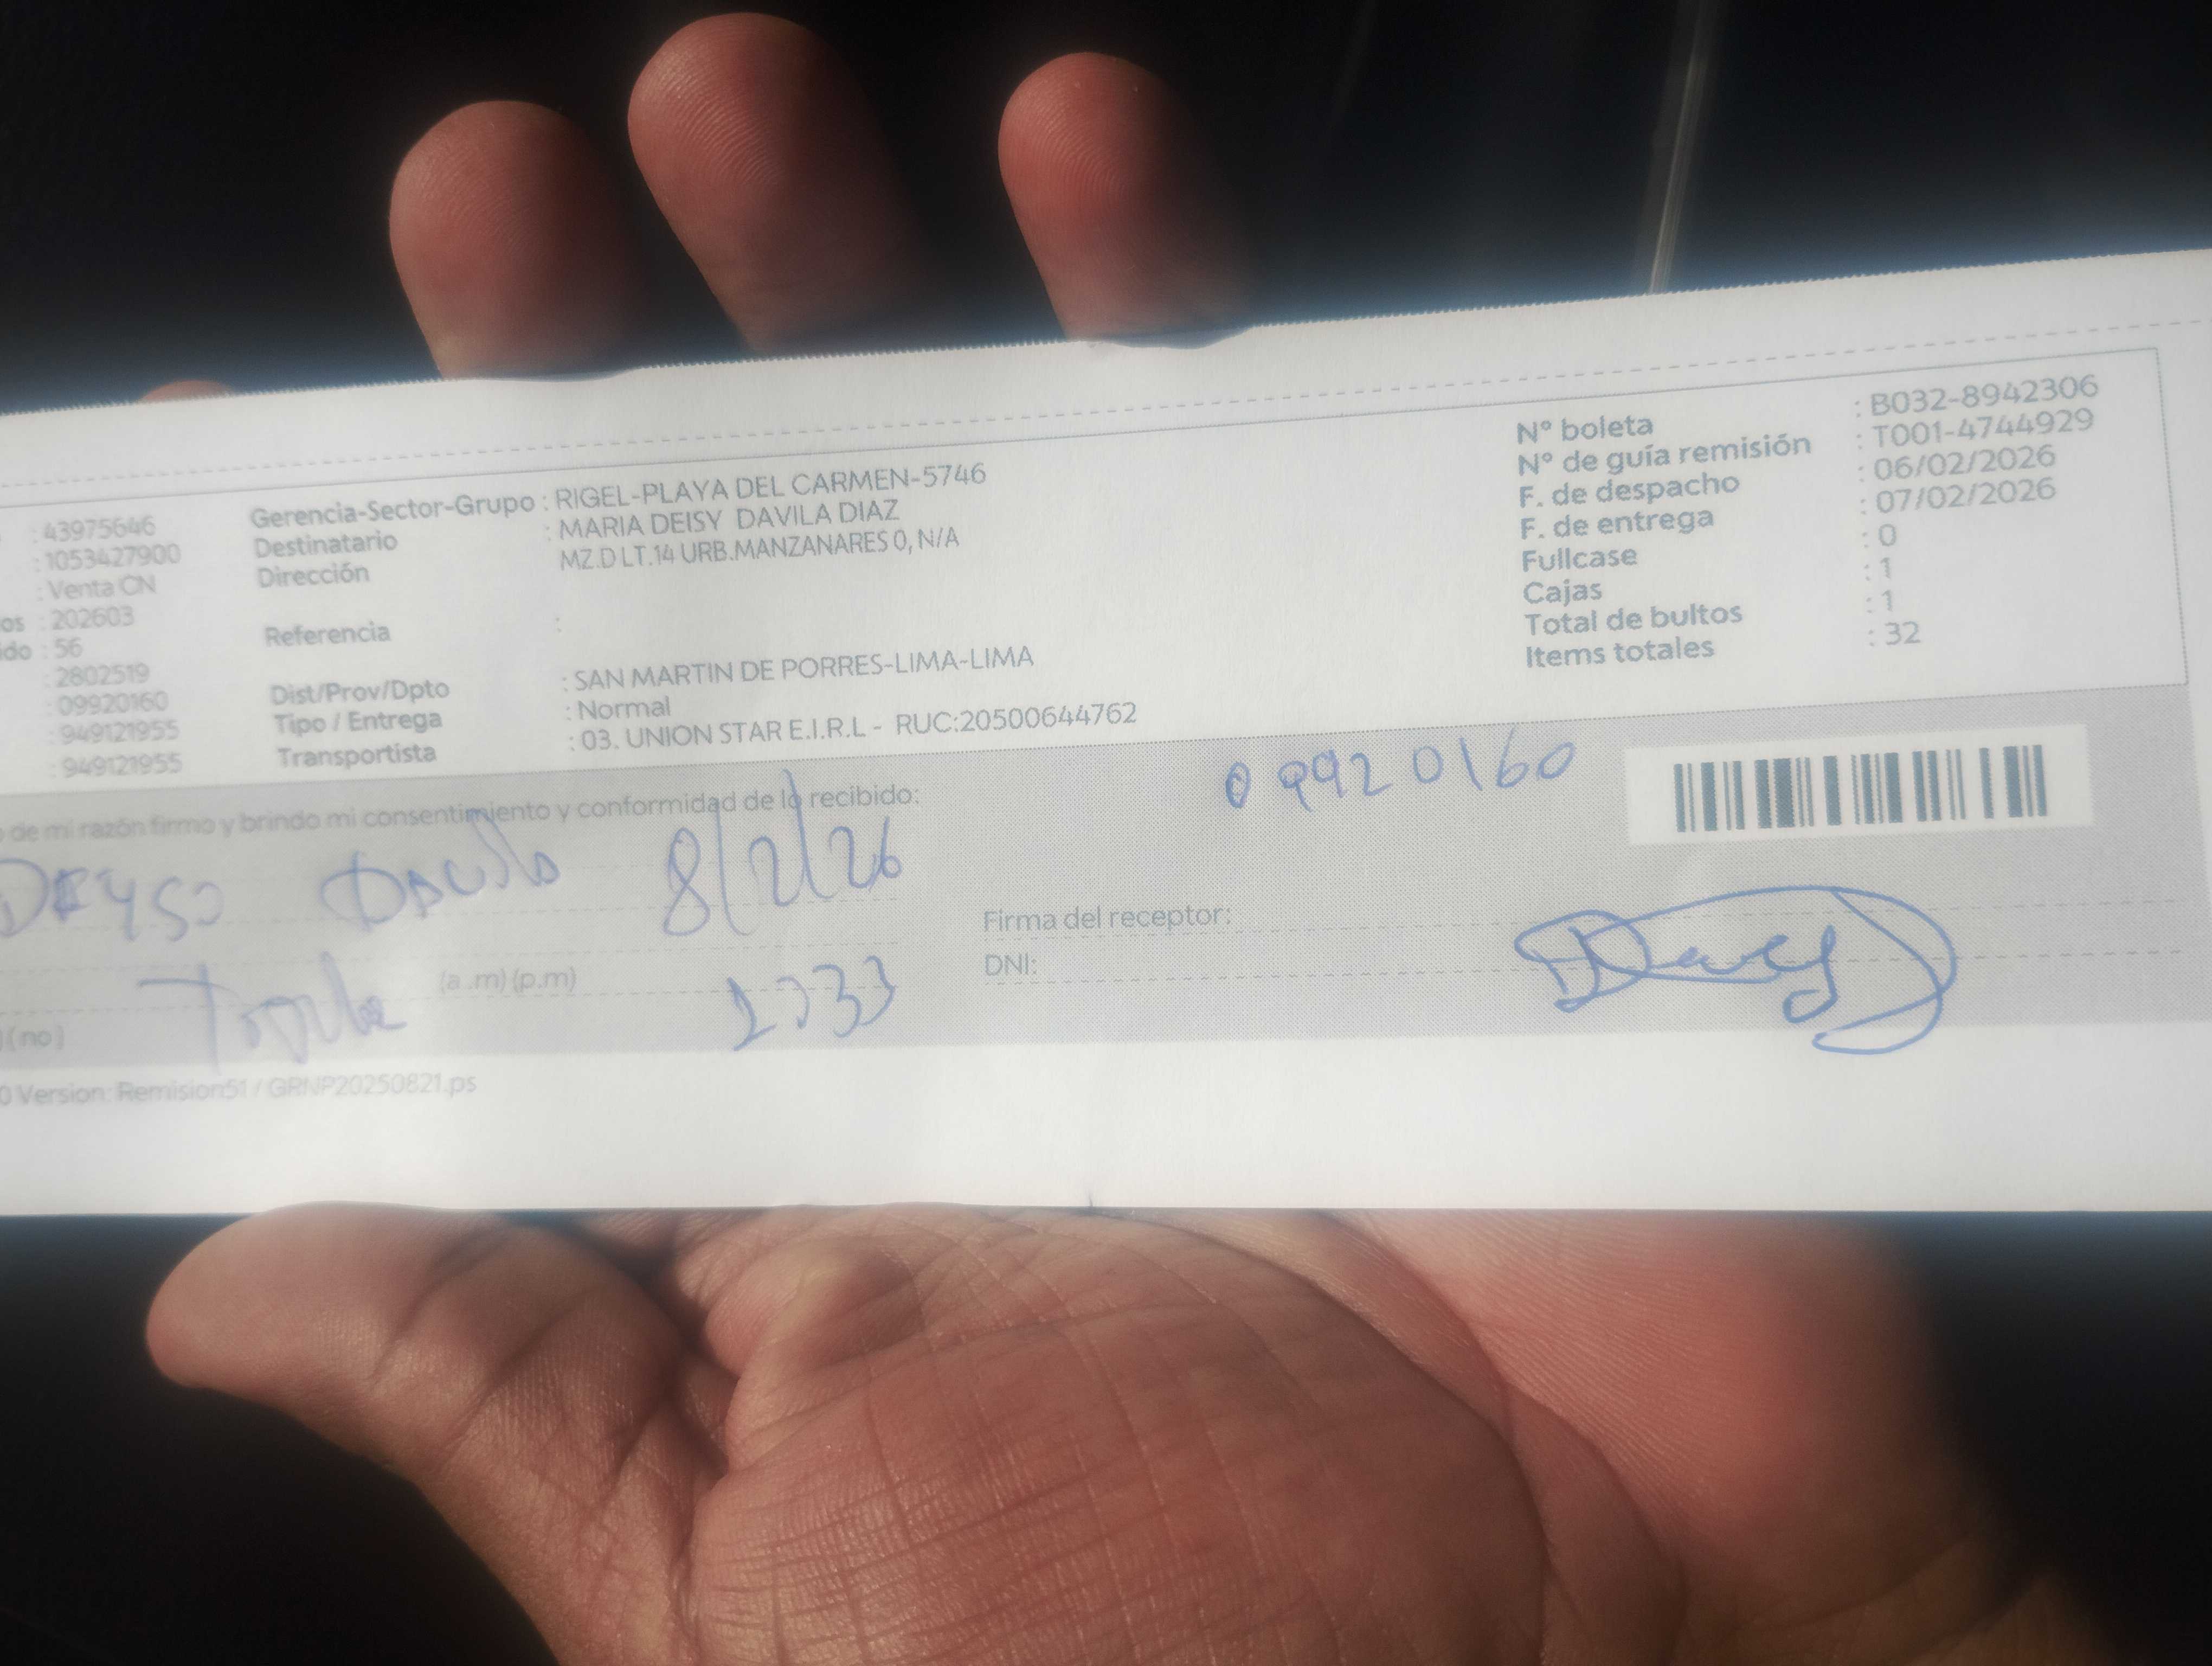 : 43975646
: 1053427900
: Venta CN
os : 202603
ido : 56
: 2802519
: 09920160
: 949121955
: 949121955
Gerencia-Sector-Grupo : RIGEL-PLAYA DEL CARMEN-5746
Destinatario : MARIA DEISY DAVILA DIAZ
Dirección MZ.D LT.14 URB.MANZANARES 0, N/A
Referencia :
Dist/Prov/Dpto : SAN MARTIN DE PORRES-LIMA-LIMA
Tipo / Entrega : Normal
Transportista : 03. UNION STAR E.I.R.L - RUC:20500644762
Nº boleta : B032-8942306
Nº de guía remisión : T001-4744929
F. de despacho : 06/02/2026
F. de entrega : 07/02/2026
Fullcase : 0
Cajas : 1
Total de bultos : 1
Items totales : 32
o de mi razón firmo y brindo mi consentimiento y conformidad de lo recibido:
09920160
8/2/26
Firma del receptor:
(a .m) (p.m)
DNI:
) (no)
0 Version: Remision51 / GRNP20250821.ps